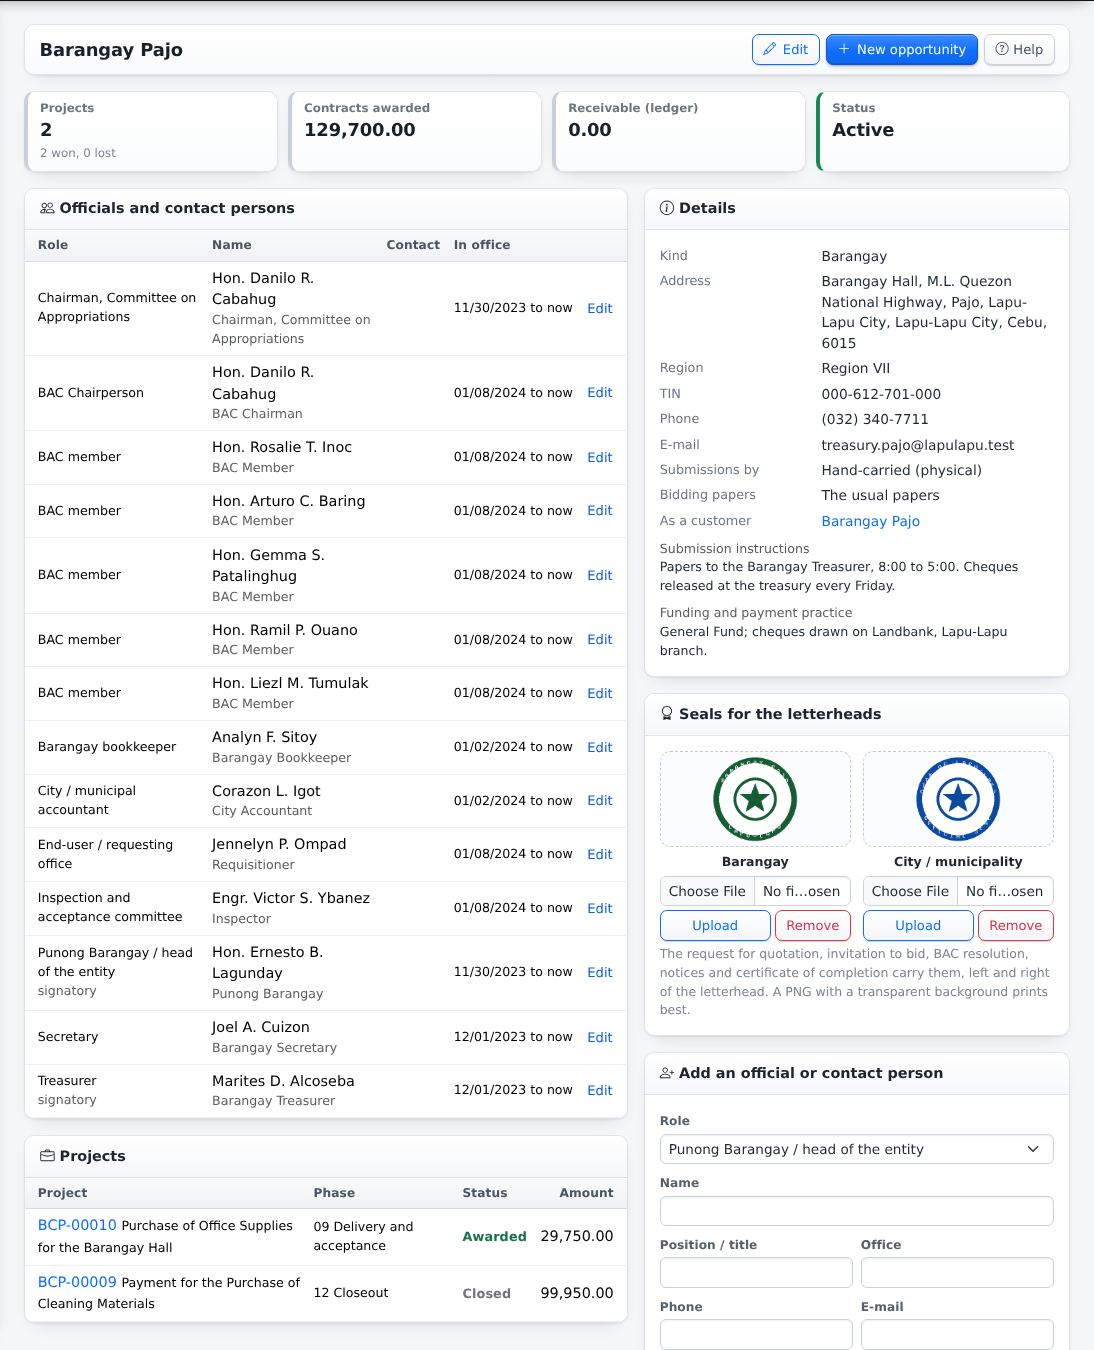 Barangay Pajo
Edit
New opportunity
Help
Projects
2
2 won, 0 lost
Contracts awarded
129,700.00
Receivable (ledger)
0.00
Status
Active
Officials and contact persons
Role Name Contact In office
Chairman, Committee on
Appropriations
Hon. Danilo R.
Cabahug
Chairman, Committee on
Appropriations
11/30/2023 to now Edit
BAC Chairperson
Hon. Danilo R.
Cabahug
BAC Chairman
01/08/2024 to now Edit
BAC member
Hon. Rosalie T. Inoc
BAC Member
01/08/2024 to now Edit
BAC member
Hon. Arturo C. Baring
BAC Member
01/08/2024 to now Edit
BAC member
Hon. Gemma S.
Patalinghug
BAC Member
01/08/2024 to now Edit
BAC member
Hon. Ramil P. Ouano
BAC Member
01/08/2024 to now Edit
BAC member
Hon. Liezl M. Tumulak
BAC Member
01/08/2024 to now Edit
Barangay bookkeeper
Analyn F. Sitoy
Barangay Bookkeeper
01/02/2024 to now Edit
City / municipal
accountant
Corazon L. Igot
City Accountant
01/02/2024 to now Edit
End-user / requesting
office
Jennelyn P. Ompad
Requisitioner
01/08/2024 to now Edit
Inspection and
acceptance committee
Engr. Victor S. Ybanez
Inspector
01/08/2024 to now Edit
Punong Barangay / head
of the entity
signatory
Hon. Ernesto B.
Lagunday
Punong Barangay
11/30/2023 to now Edit
Secretary
Joel A. Cuizon
Barangay Secretary
12/01/2023 to now Edit
Treasurer
signatory
Marites D. Alcoseba
Barangay Treasurer
12/01/2023 to now Edit
Projects
Project Phase Status Amount
BCP-00010 Purchase of Office Supplies
for the Barangay Hall
09 Delivery and
acceptance
Awarded 29,750.00
BCP-00009 Payment for the Purchase of
Cleaning Materials
12 Closeout
Closed 99,950.00
Details
Kind Barangay
Address Barangay Hall, M.L. Quezon
National Highway, Pajo, Lapu-
Lapu City, Lapu-Lapu City, Cebu,
6015
Region Region VII
TIN 000-612-701-000
Phone (032) 340-7711
E-mail treasury.pajo@lapulapu.test
Submissions by Hand-carried (physical)
Bidding papers The usual papers
As a customer Barangay Pajo
Submission instructions
Papers to the Barangay Treasurer, 8:00 to 5:00. Cheques
released at the treasury every Friday.
Funding and payment practice
General Fund; cheques drawn on Landbank, Lapu-Lapu
branch.
Seals for the letterheads
Barangay City / municipality
Choose File No fi...osen Choose File No fi...osen
Upload Remove Upload Remove
The request for quotation, invitation to bid, BAC resolution,
notices and certificate of completion carry them, left and right
of the letterhead. A PNG with a transparent background prints
best.
Add an official or contact person
Role
Punong Barangay / head of the entity
Name
Position / title Office
Phone E-mail